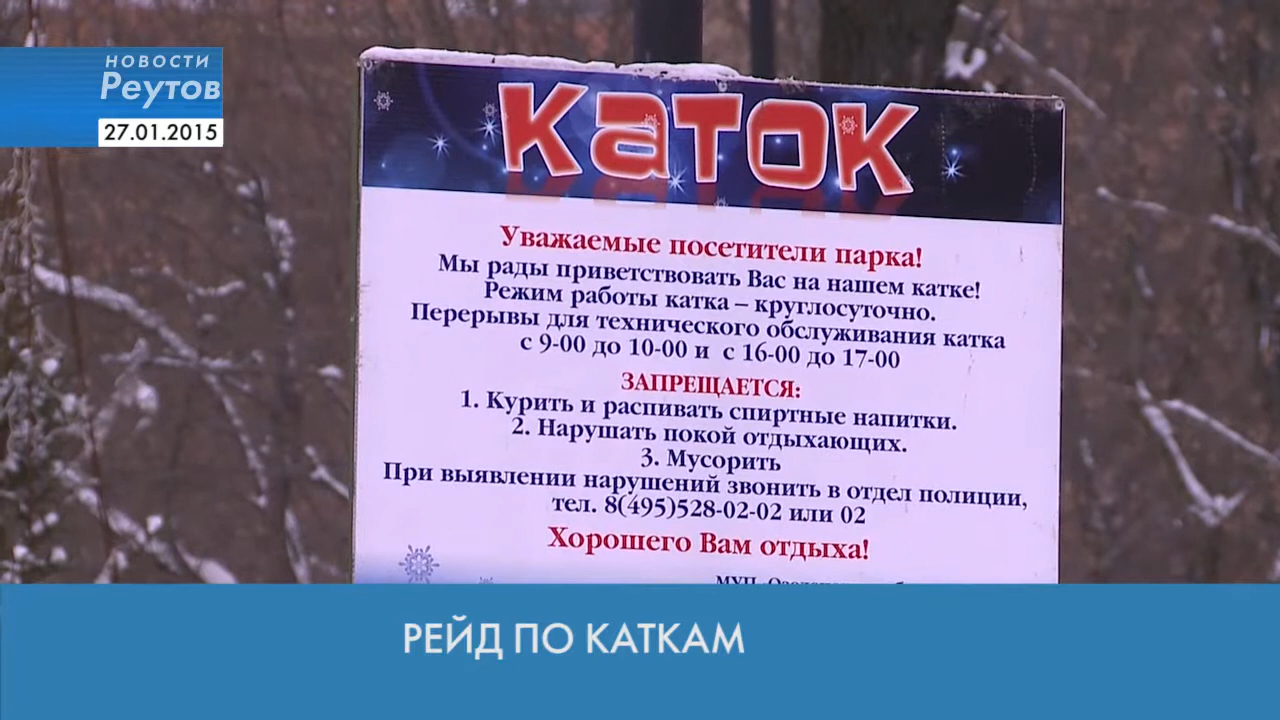 НОВОСТИ
Реутов
27.01.2015
КАТОК
Уважаемые посетители парка!
Мы рады приветствовать Вас на нашем катке!
Режим работы катка – круглосуточно.
Перерывы для технического обслуживания катка
с 9-00 до 10-00 и с 16-00 до 17-00
ЗАПРЕЩАЕТСЯ:
1. Курить и распивать спиртные напитки.
2. Нарушать покой отдыхающих.
3. Мусорить
При выявлении нарушений звонить в отдел полиции,
тел. 8(495)528-02-02 или 02
Хорошего Вам отдыха!
МУП
РЕЙД ПО КАТКАМ